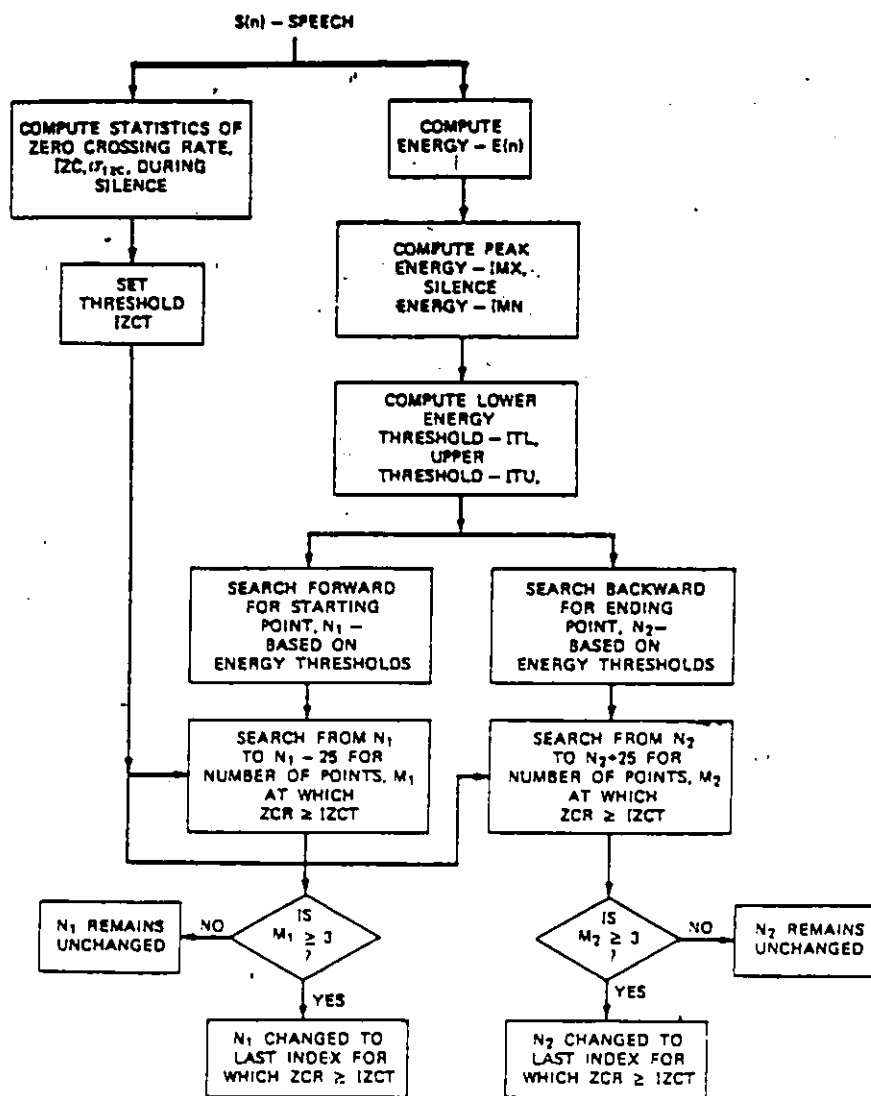 S(n) – SPEECH
COMPUTE STATISTICS OF
ZERO CROSSING RATE,
IZC, σIZC, DURING
SILENCE
COMPUTE
ENERGY – E(n)
SET
THRESHOLD
IZCT
COMPUTE PEAK
ENERGY – IMX,
SILENCE
ENERGY – IMN
COMPUTE LOWER
ENERGY
THRESHOLD – ITL,
UPPER
THRESHOLD – ITU,
SEARCH FORWARD
FOR STARTING
POINT, N₁ –
BASED ON
ENERGY THRESHOLDS
SEARCH BACKWARD
FOR ENDING
POINT, N₂ –
BASED ON
ENERGY THRESHOLDS
SEARCH FROM N₁
TO N₁ – 25 FOR
NUMBER OF POINTS, M₁
AT WHICH
ZCR ≥ IZCT
SEARCH FROM N₂
TO N₂+25 FOR
NUMBER OF POINTS, M₂
AT WHICH
ZCR ≥ IZCT
N₁ REMAINS
UNCHANGED
NO
IS
M₁ ≥ 3
?
IS
M₂ ≥ 3
?
NO
N₂ REMAINS
UNCHANGED
YES
YES
N₁ CHANGED TO
LAST INDEX FOR
WHICH ZCR ≥ IZCT
N₂ CHANGED TO
LAST INDEX FOR
WHICH ZCR ≥ IZCT